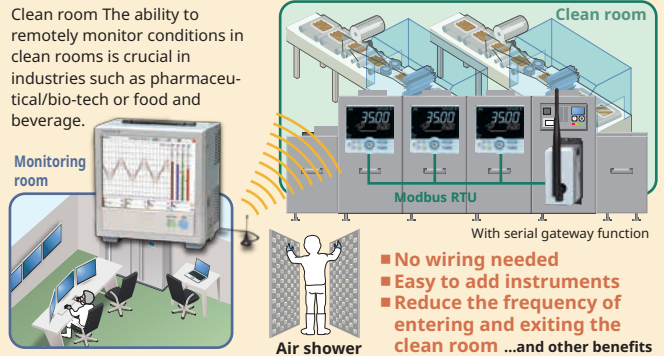 Clean room The ability to
remotely monitor conditions in
clean rooms is crucial in
industries such as pharmaceu-
tical/bio-tech or food and
beverage.
Clean room
3500
3500
3500
Monitoring
room
Modbus RTU
With serial gateway function
■ No wiring needed
■ Easy to add instruments
■ Reduce the frequency of
entering and exiting the
clean room ...and other benefits
Air shower